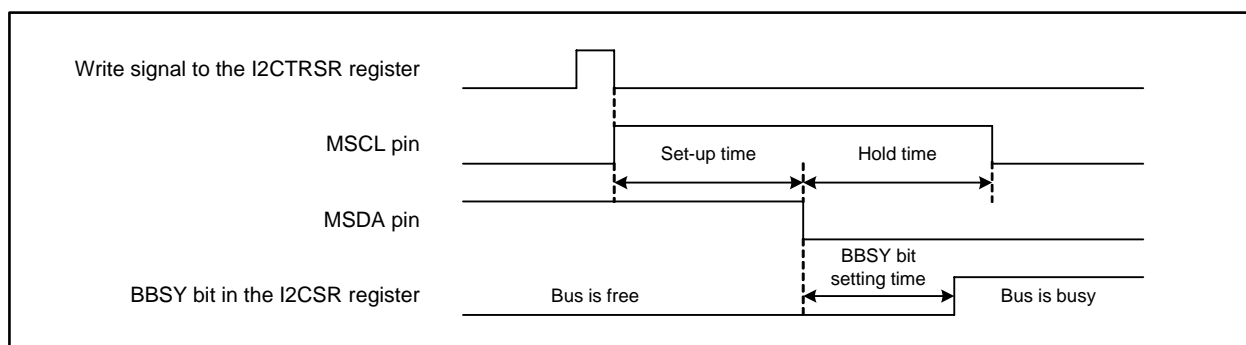 Write signal to the I2CTRSR register
MSCL pin
Set-up time
Hold time
MSDA pin
BBSY bit
setting time
BBSY bit in the I2CSR register
Bus is free
Bus is busy